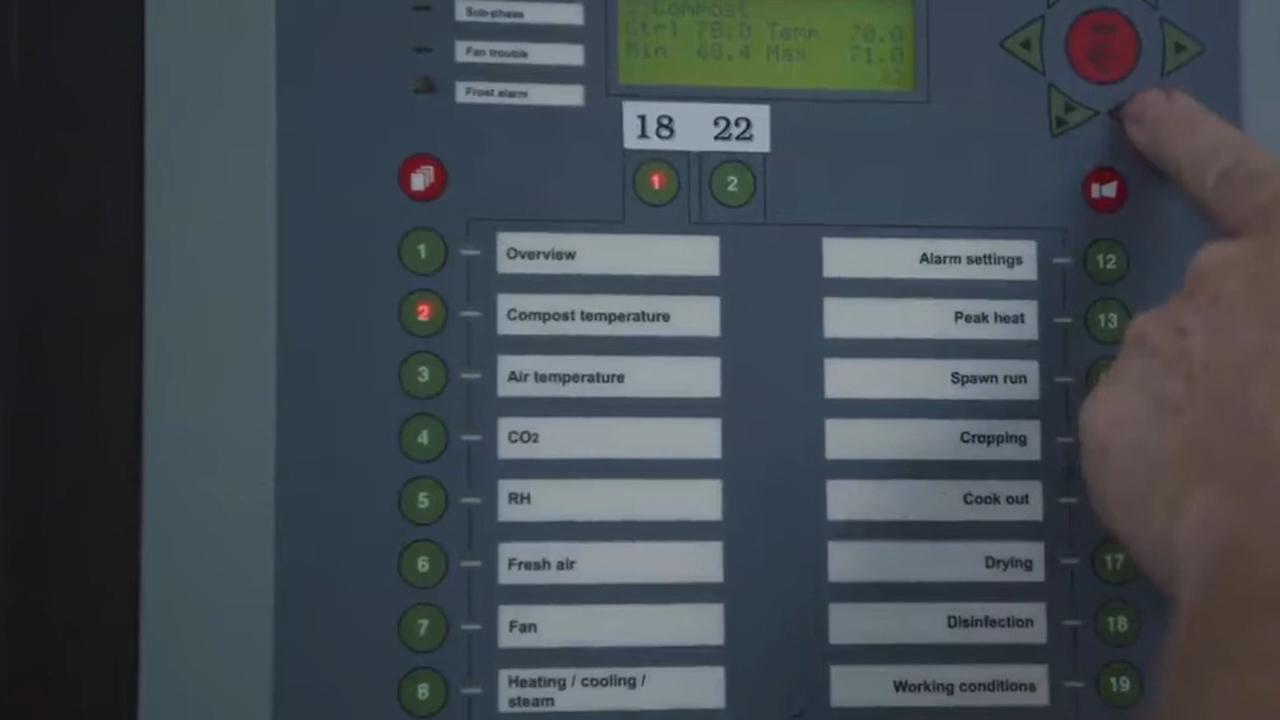 Sub-phase
Fan trouble
Frost alarm
Compost
Ctrl 70.0 Temp 70.0
Min 68.4 Max 71.0
18 22
1 2
1 Overview
2 Compost temperature
3 Air temperature
4 CO2
5 RH
6 Fresh air
7 Fan
8 Heating / cooling /
steam
Alarm settings 12
Peak heat 13
Spawn run
Cropping
Cook out
Drying 17
Disinfection 18
Working conditions 19